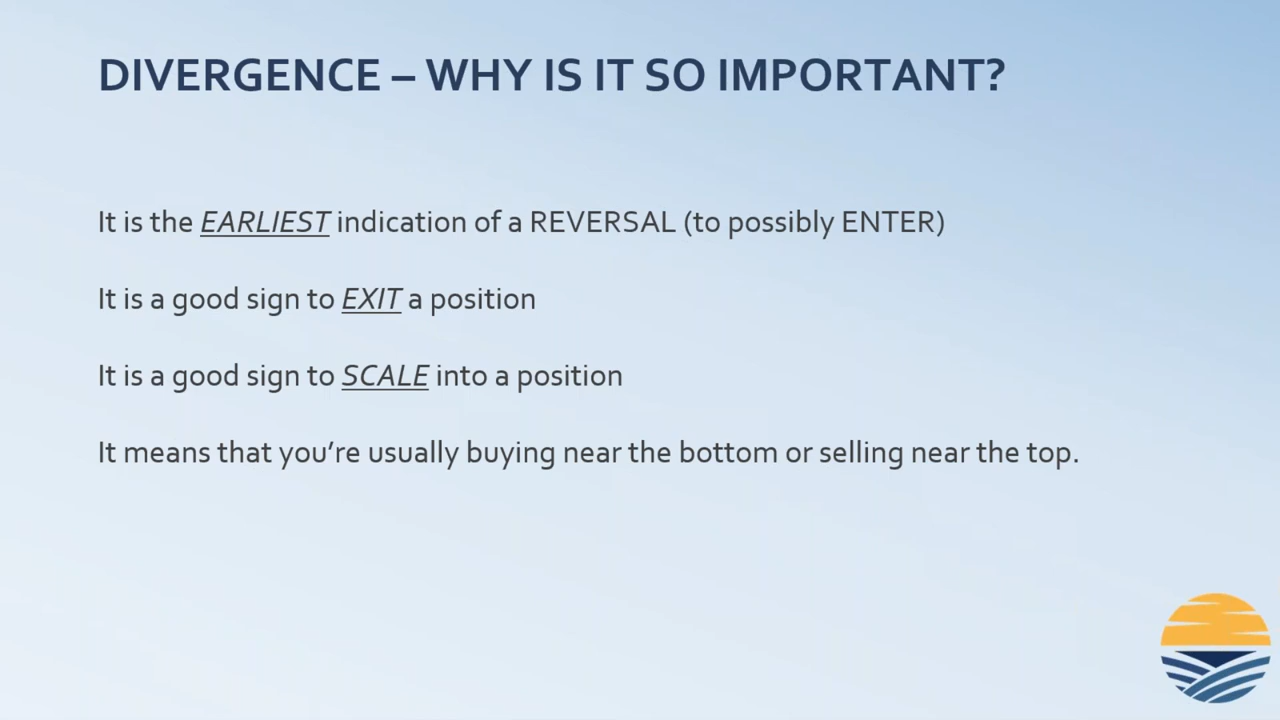 DIVERGENCE – WHY IS IT SO IMPORTANT?
It is the EARLIEST indication of a REVERSAL (to possibly ENTER)
It is a good sign to EXIT a position
It is a good sign to SCALE into a position
It means that you’re usually buying near the bottom or selling near the top.